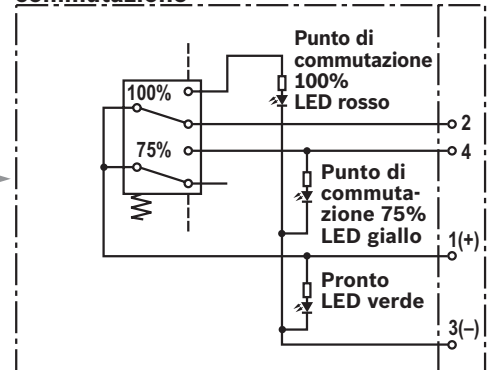 commutazione
Punto di
commutazione
100%
LED rosso
100%
2
75%
4
Punto di
commuta-
zione 75%
LED giallo
1(+)
Pronto
LED verde
3(–)